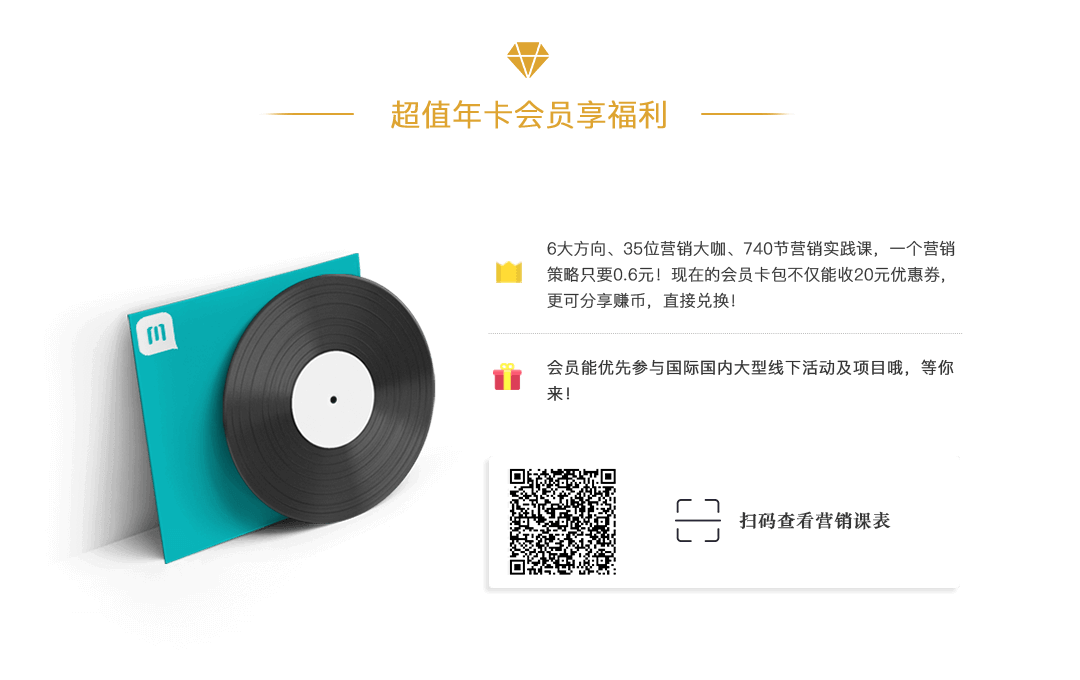 超值年卡会员享福利
6大方向、35位营销大咖、740节营销实践课，一个营销
策略只要0.6元！现在的会员卡包不仅能收20元优惠券，
更可分享赚币，直接兑换！
m
会员能优先参与国际国内大型线下活动及项目哦，等你
来！
扫码查看营销课表